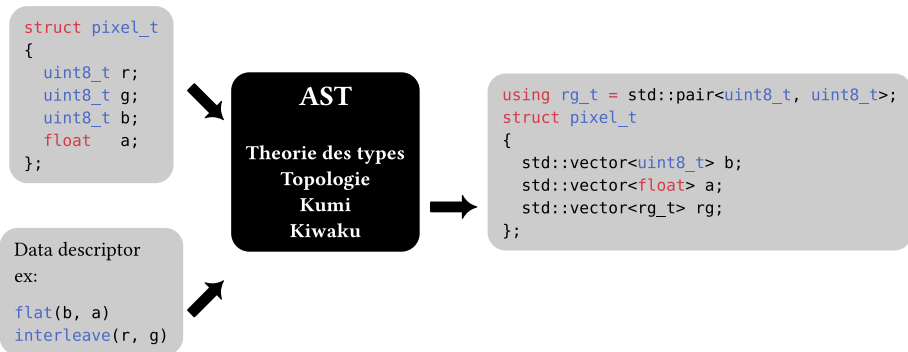 struct pixel_t
{
  uint8_t r;
  uint8_t g;
  uint8_t b;
  float   a;
};
Data descriptor
ex:
flat(b, a)
interleave(r, g)
AST
Theorie des types
Topologie
Kumi
Kiwaku
using rg_t = std::pair<uint8_t, uint8_t>;
struct pixel_t
{
  std::vector<uint8_t> b;
  std::vector<float> a;
  std::vector<rg_t> rg;
};